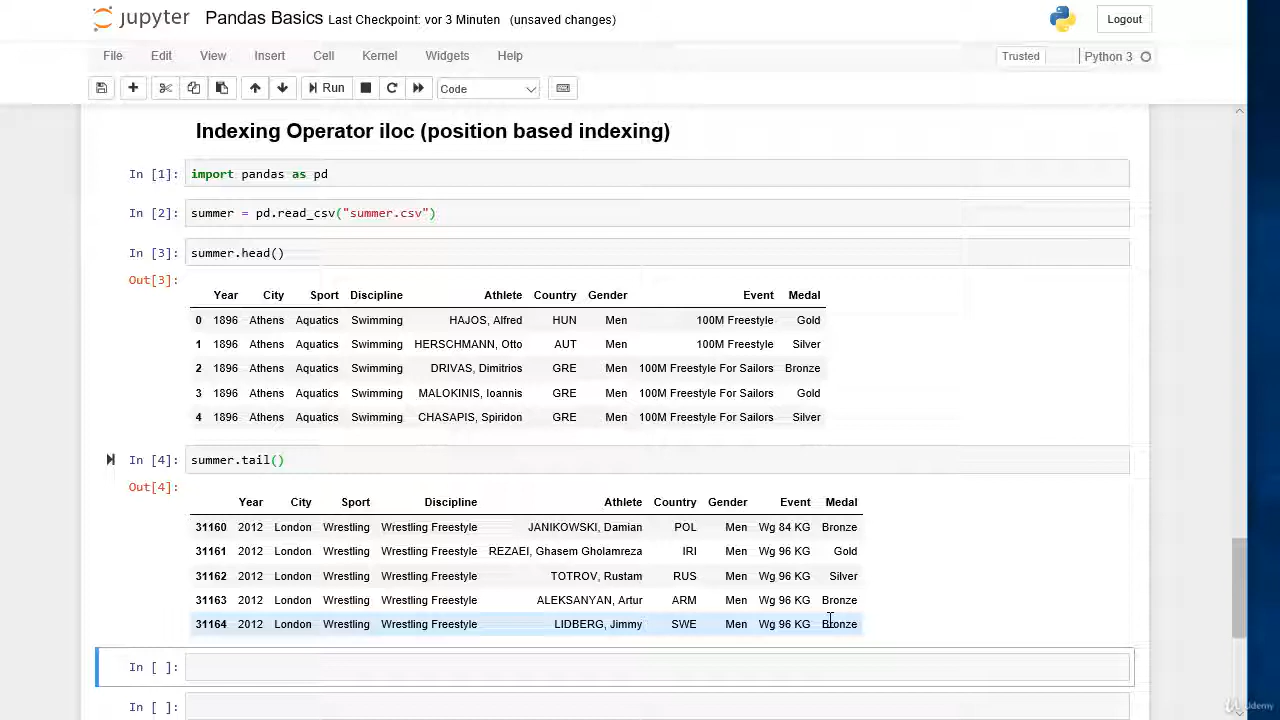 jupyter Pandas Basics Last Checkpoint: vor 3 Minuten (unsaved changes) Logout
File Edit View Insert Cell Kernel Widgets Help Trusted Python 3
Run Code
Indexing Operator iloc (position based indexing)
In [1]: import pandas as pd
In [2]: summer = pd.read_csv("summer.csv")
In [3]: summer.head()
Out[3]:
Year City Sport Discipline Athlete Country Gender Event Medal
0 1896 Athens Aquatics Swimming HAJOS, Alfred HUN Men 100M Freestyle Gold
1 1896 Athens Aquatics Swimming HERSCHMANN, Otto AUT Men 100M Freestyle Silver
2 1896 Athens Aquatics Swimming DRIVAS, Dimitrios GRE Men 100M Freestyle For Sailors Bronze
3 1896 Athens Aquatics Swimming MALOKINIS, Ioannis GRE Men 100M Freestyle For Sailors Gold
4 1896 Athens Aquatics Swimming CHASAPIS, Spiridon GRE Men 100M Freestyle For Sailors Silver
In [4]: summer.tail()
Out[4]:
Year City Sport Discipline Athlete Country Gender Event Medal
31160 2012 London Wrestling Wrestling Freestyle JANIKOWSKI, Damian POL Men Wg 84 KG Bronze
31161 2012 London Wrestling Wrestling Freestyle REZAEI, Ghasem Gholamreza IRI Men Wg 96 KG Gold
31162 2012 London Wrestling Wrestling Freestyle TOTROV, Rustam RUS Men Wg 96 KG Silver
31163 2012 London Wrestling Wrestling Freestyle ALEKSANYAN, Artur ARM Men Wg 96 KG Bronze
31164 2012 London Wrestling Wrestling Freestyle LIDBERG, Jimmy SWE Men Wg 96 KG Bronze
In [ ]:
In [ ]:
Udemy